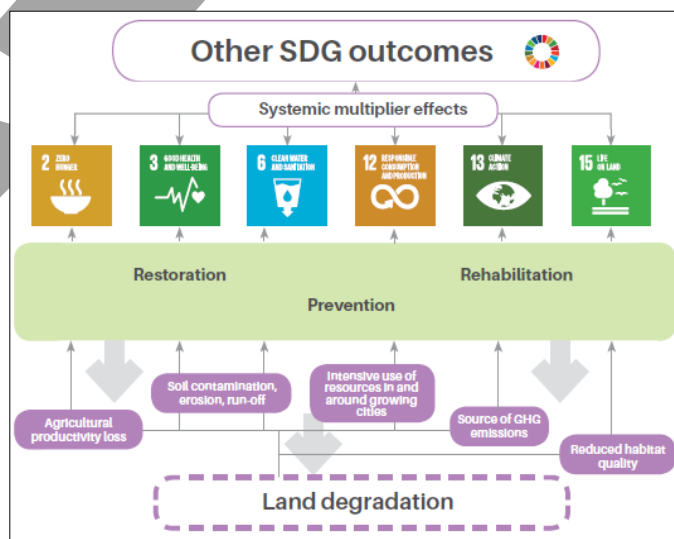 Other SDG outcomes
Systemic multiplier effects
2 ZERO
HUNGER
3 GOOD HEALTH
AND WELL-BEING
6 CLEAN WATER
AND SANITATION
12 RESPONSIBLE
CONSUMPTION
AND PRODUCTION
13 CLIMATE
ACTION
15 LIFE
ON LAND
Restoration
Rehabilitation
Prevention
Agricultural
productivity loss
Soil contamination,
erosion, run-off
Intensive use of
resources in and
around growing
cities
Source of GHG
emissions
Reduced habitat
quality
Land degradation